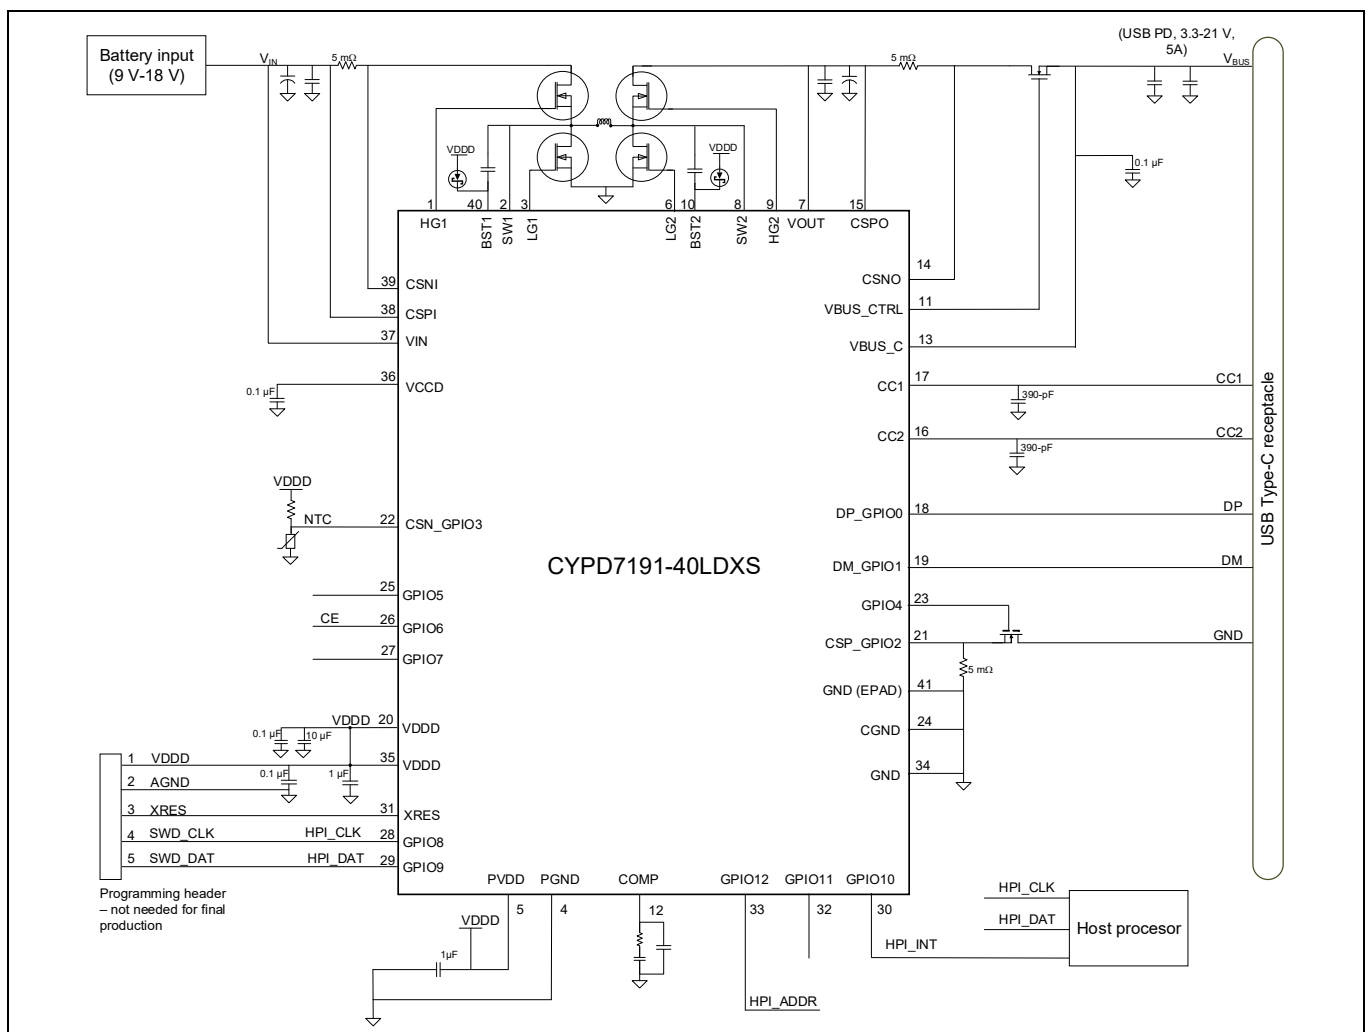 Battery input
(9 V-18 V)
VIN
5 mΩ
5 mΩ
(USB PD, 3.3-21 V,
5A)
VBUS
VDDD
VDDD
0.1 µF
1
40
2
3
6
10
8
9
7
15
HG1
BST1
SW1
LG1
LG2
BST2
SW2
HG2
VOUT
CSPO
39
CSNI
38
CSPI
37
VIN
36
VCCD
0.1 µF
VDDD
NTC
22
CSN_GPIO3
25
GPIO5
CE
26
GPIO6
27
GPIO7
VDDD
20
VDDD
0.1 µF
10 µF
35
VDDD
0.1 µF
1 µF
31
XRES
HPI_CLK
28
GPIO8
HPI_DAT
29
GPIO9
1 VDDD
2 AGND
3 XRES
4 SWD_CLK
5 SWD_DAT
Programming header
– not needed for final
production
CYPD7191-40LDXS
14
CSNO
VBUS_CTRL
11
VBUS_C
13
CC1
17
CC1
390-pF
CC2
16
CC2
390-pF
DP_GPIO0
18
DP
DM_GPIO1
19
DM
GPIO4
23
CSP_GPIO2
21
GND
5 mΩ
GND (EPAD)
41
CGND
24
GND
34
USB Type-C receptacle
PVDD
PGND
COMP
GPIO12
GPIO11
GPIO10
5
4
12
33
32
30
VDDD
1µF
HPI_ADDR
HPI_INT
HPI_CLK
HPI_DAT
Host procesor